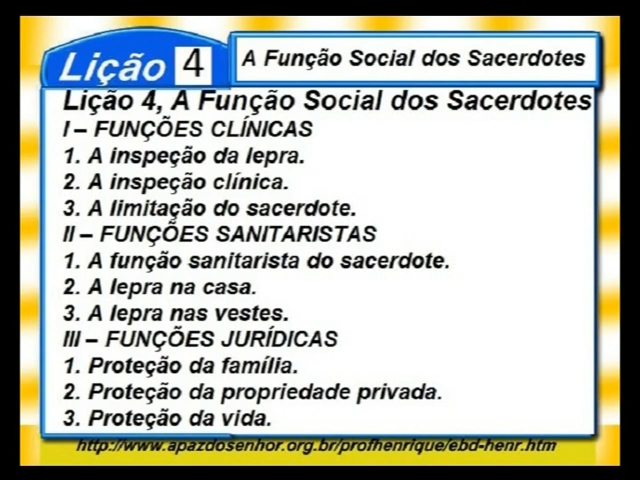 Lição 4
A Função Social dos Sacerdotes
Lição 4, A Função Social dos Sacerdotes
I – FUNÇÕES CLÍNICAS
1. A inspeção da lepra.
2. A inspeção clínica.
3. A limitação do sacerdote.
II – FUNÇÕES SANITARISTAS
1. A função sanitarista do sacerdote.
2. A lepra na casa.
3. A lepra nas vestes.
III – FUNÇÕES JURÍDICAS
1. Proteção da família.
2. Proteção da propriedade privada.
3. Proteção da vida.
http://www.apazdosenhor.org.br/profhenrique/ebd-henr.htm